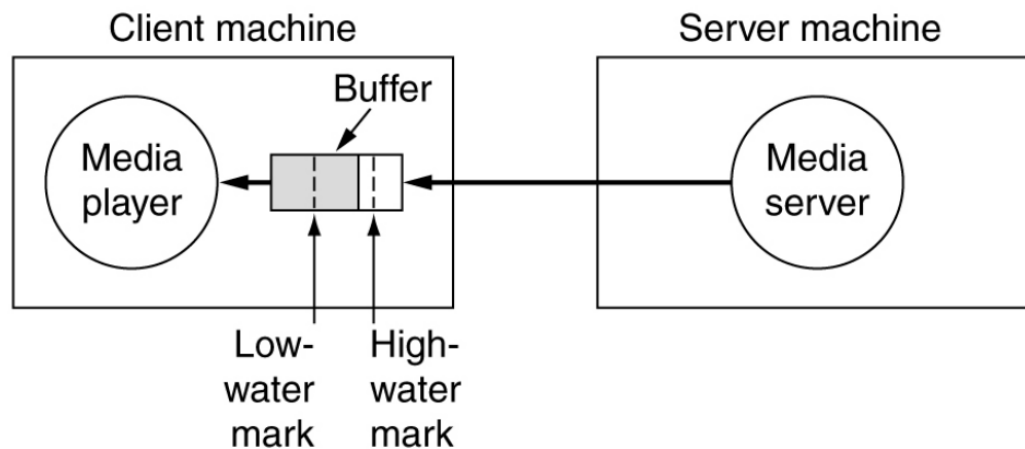 Client machine
Server machine
Buffer
Media
player
Media
server
Low-
water
mark
High-
water
mark